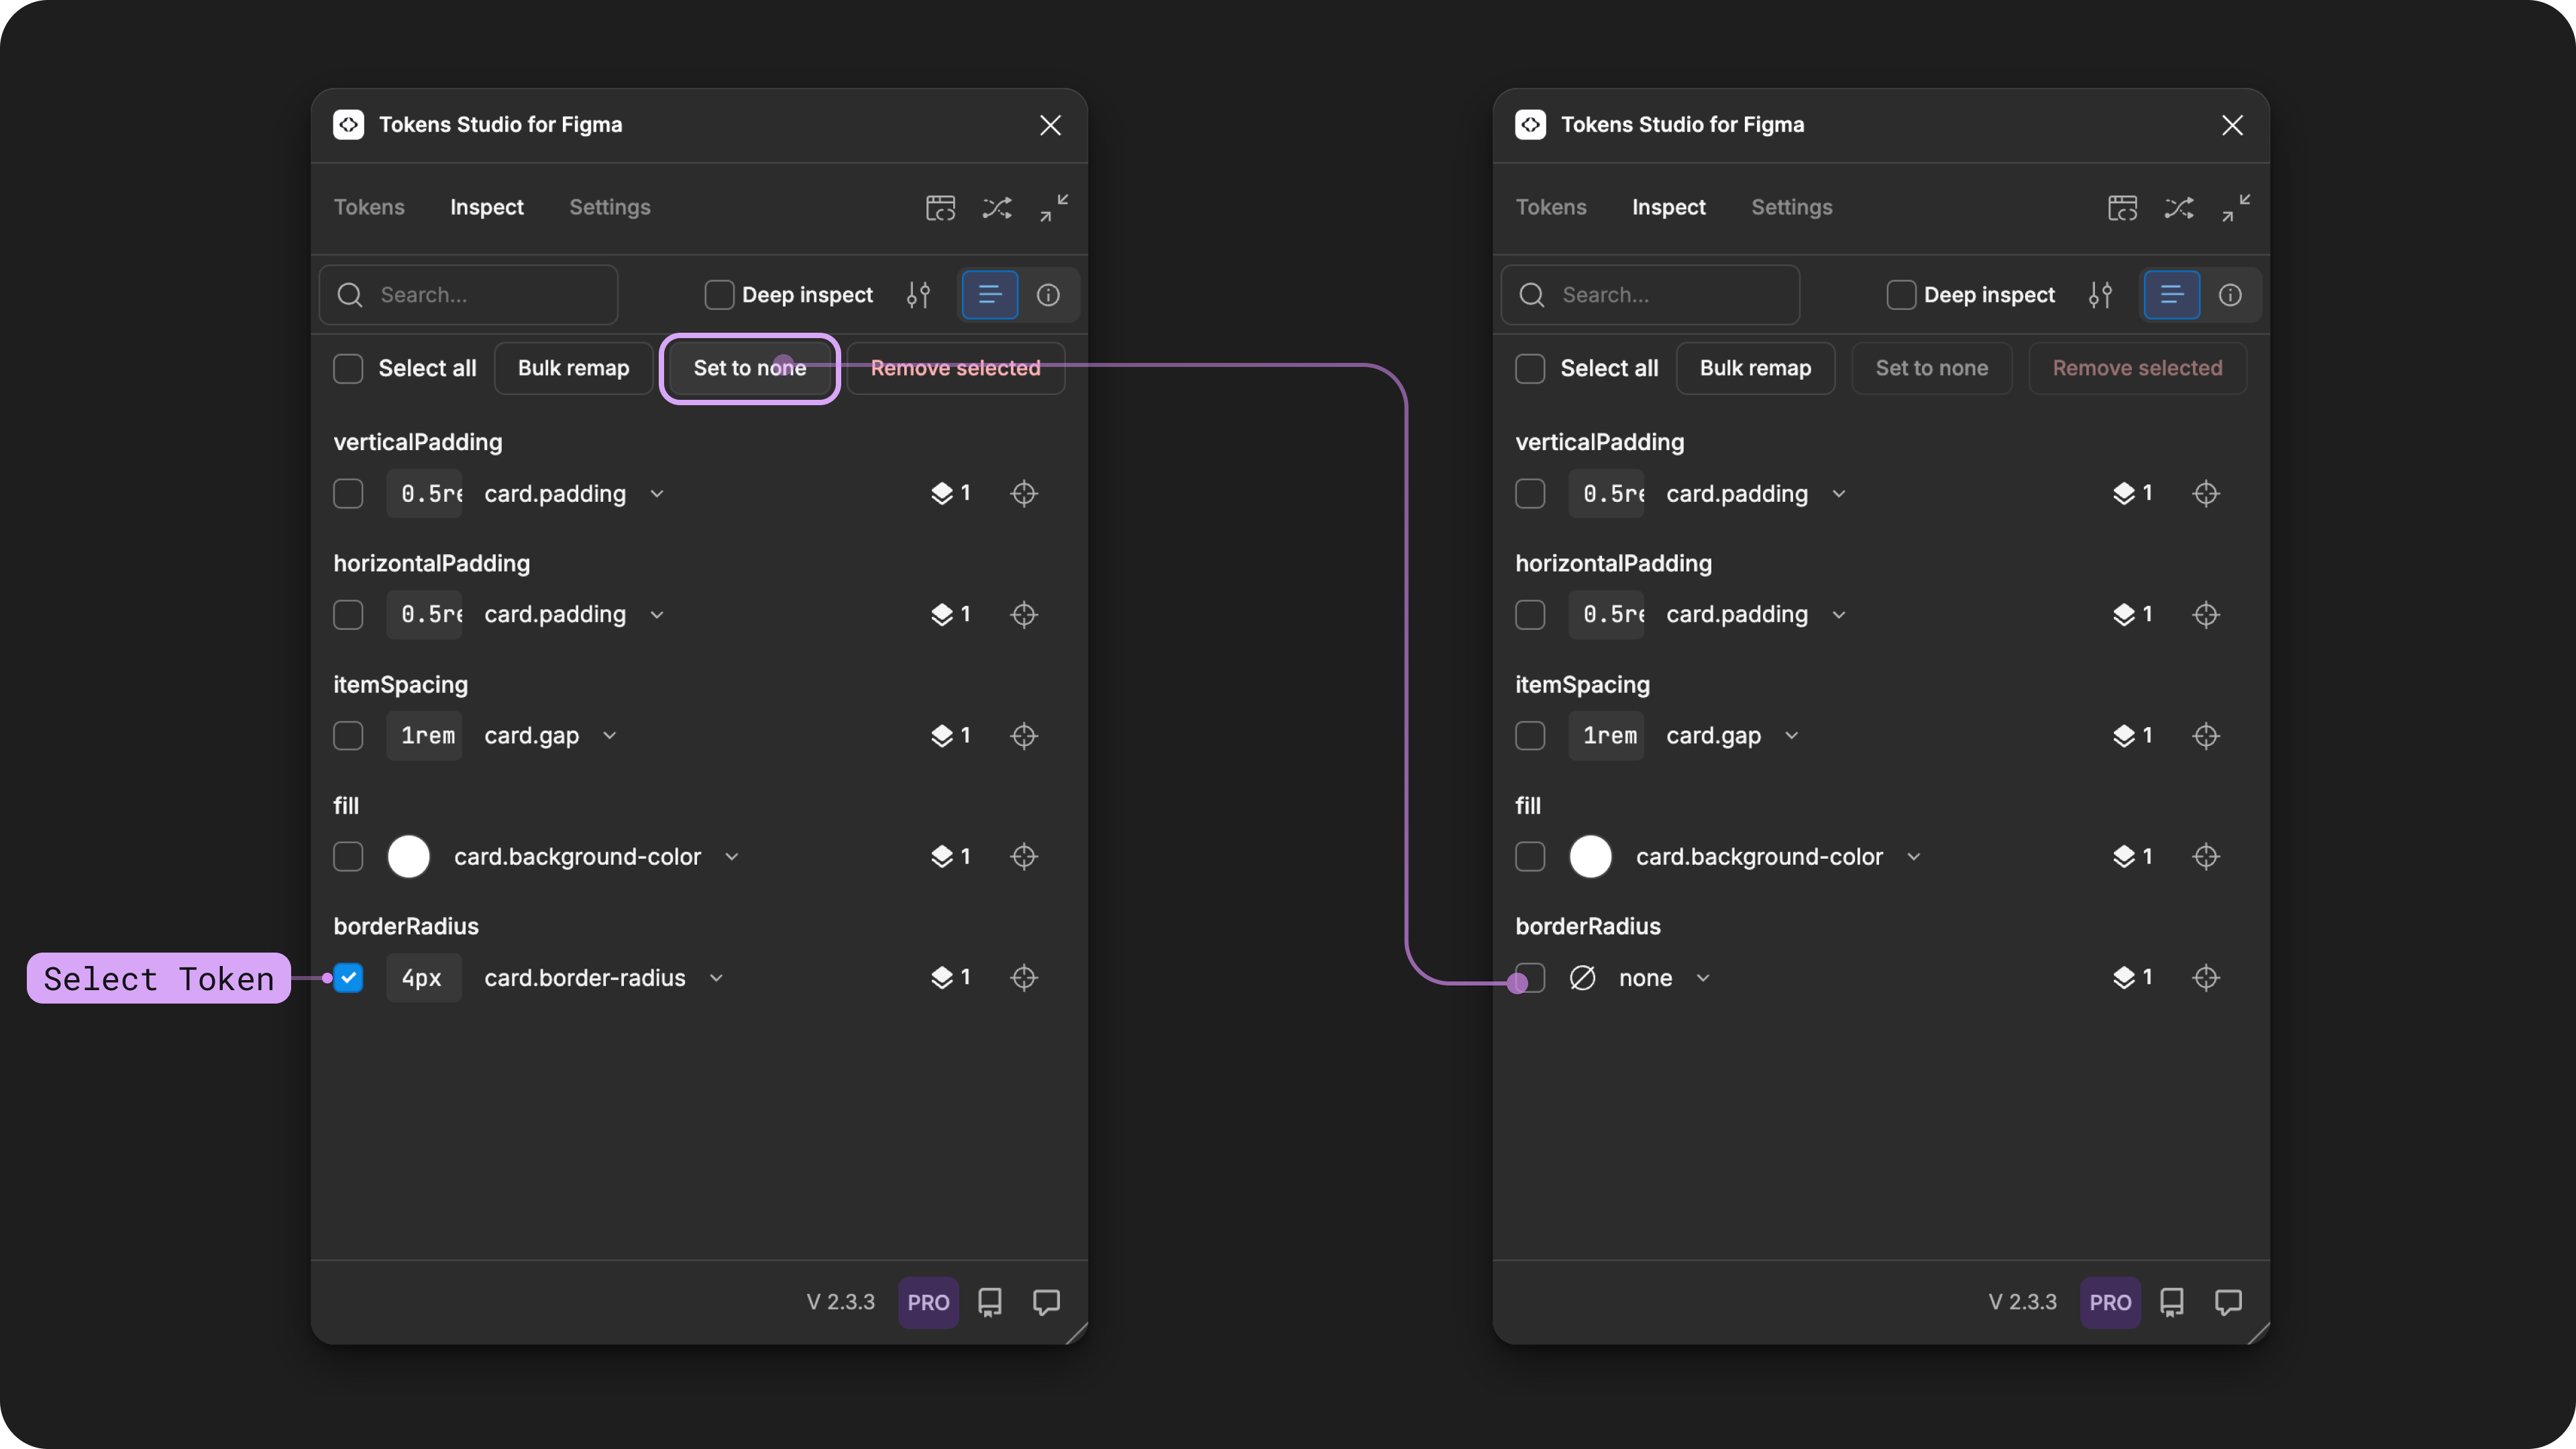 Tokens Studio for Figma
Tokens Inspect Settings
Search... Deep inspect
Select all Bulk remap Set to none Remove selected
verticalPadding
0.5re card.padding 1
horizontalPadding
0.5re card.padding 1
itemSpacing
1rem card.gap 1
fill
card.background-color 1
borderRadius
Select Token 4px card.border-radius 1
V 2.3.3 PRO
Tokens Studio for Figma
Tokens Inspect Settings
Search... Deep inspect
Select all Bulk remap Set to none Remove selected
verticalPadding
0.5re card.padding 1
horizontalPadding
0.5re card.padding 1
itemSpacing
1rem card.gap 1
fill
card.background-color 1
borderRadius
none 1
V 2.3.3 PRO